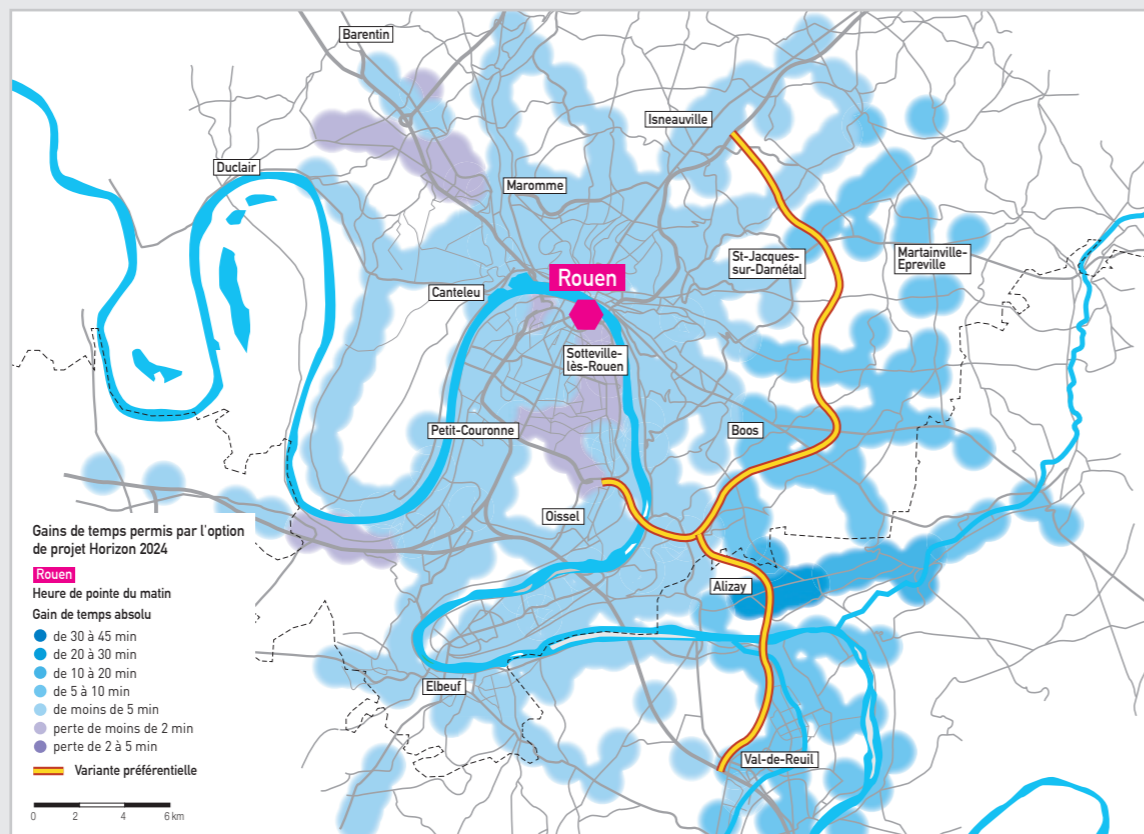 Barentin
Isneauville
Duclair
Maromme
St-Jacques-
sur-Darnétal
Martainville-
Epreville
Rouen
Canteleu
Sotteville-
lès-Rouen
Petit-Couronne
Boos
Oissel
Alizay
Elbeuf
Val-de-Reuil
Gains de temps permis par l'option
de projet Horizon 2024
Rouen
Heure de pointe du matin
Gain de temps absolu
de 30 à 45 min
de 20 à 30 min
de 10 à 20 min
de 5 à 10 min
de moins de 5 min
perte de moins de 2 min
perte de 2 à 5 min
Variante préférentielle
0 2 4 6 km